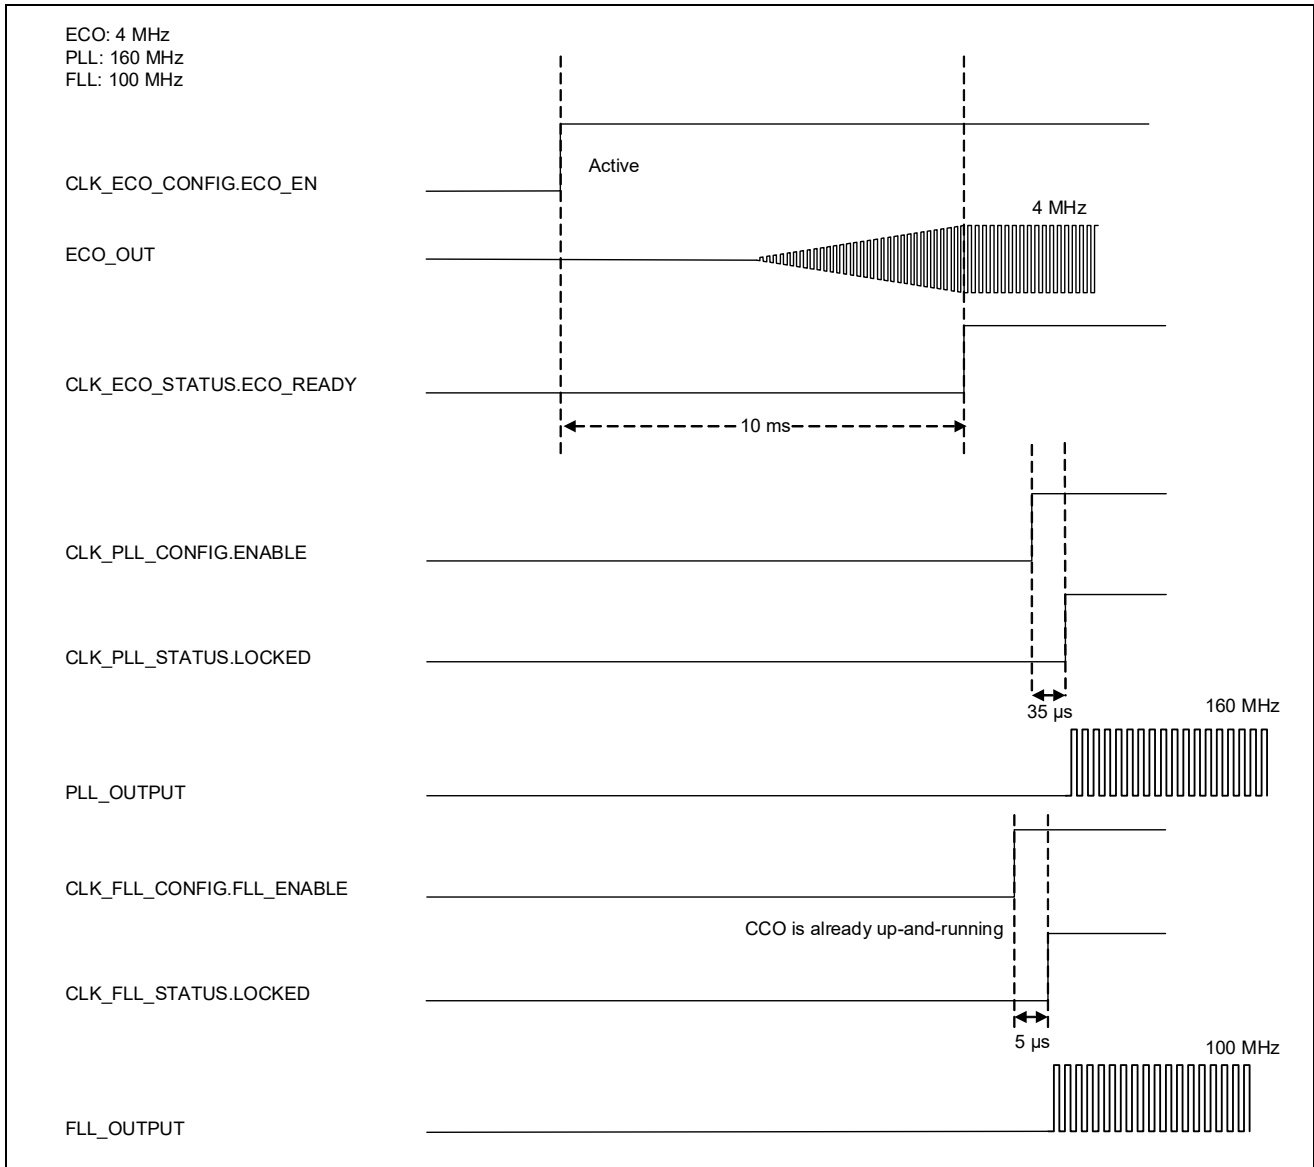 ECO: 4 MHz
PLL: 160 MHz
FLL: 100 MHz
Active
CLK_ECO_CONFIG.ECO_EN
4 MHz
ECO_OUT
CLK_ECO_STATUS.ECO_READY
10 ms
CLK_PLL_CONFIG.ENABLE
CLK_PLL_STATUS.LOCKED
35 µs
160 MHz
PLL_OUTPUT
CLK_FLL_CONFIG.FLL_ENABLE
CCO is already up-and-running
CLK_FLL_STATUS.LOCKED
5 µs
100 MHz
FLL_OUTPUT